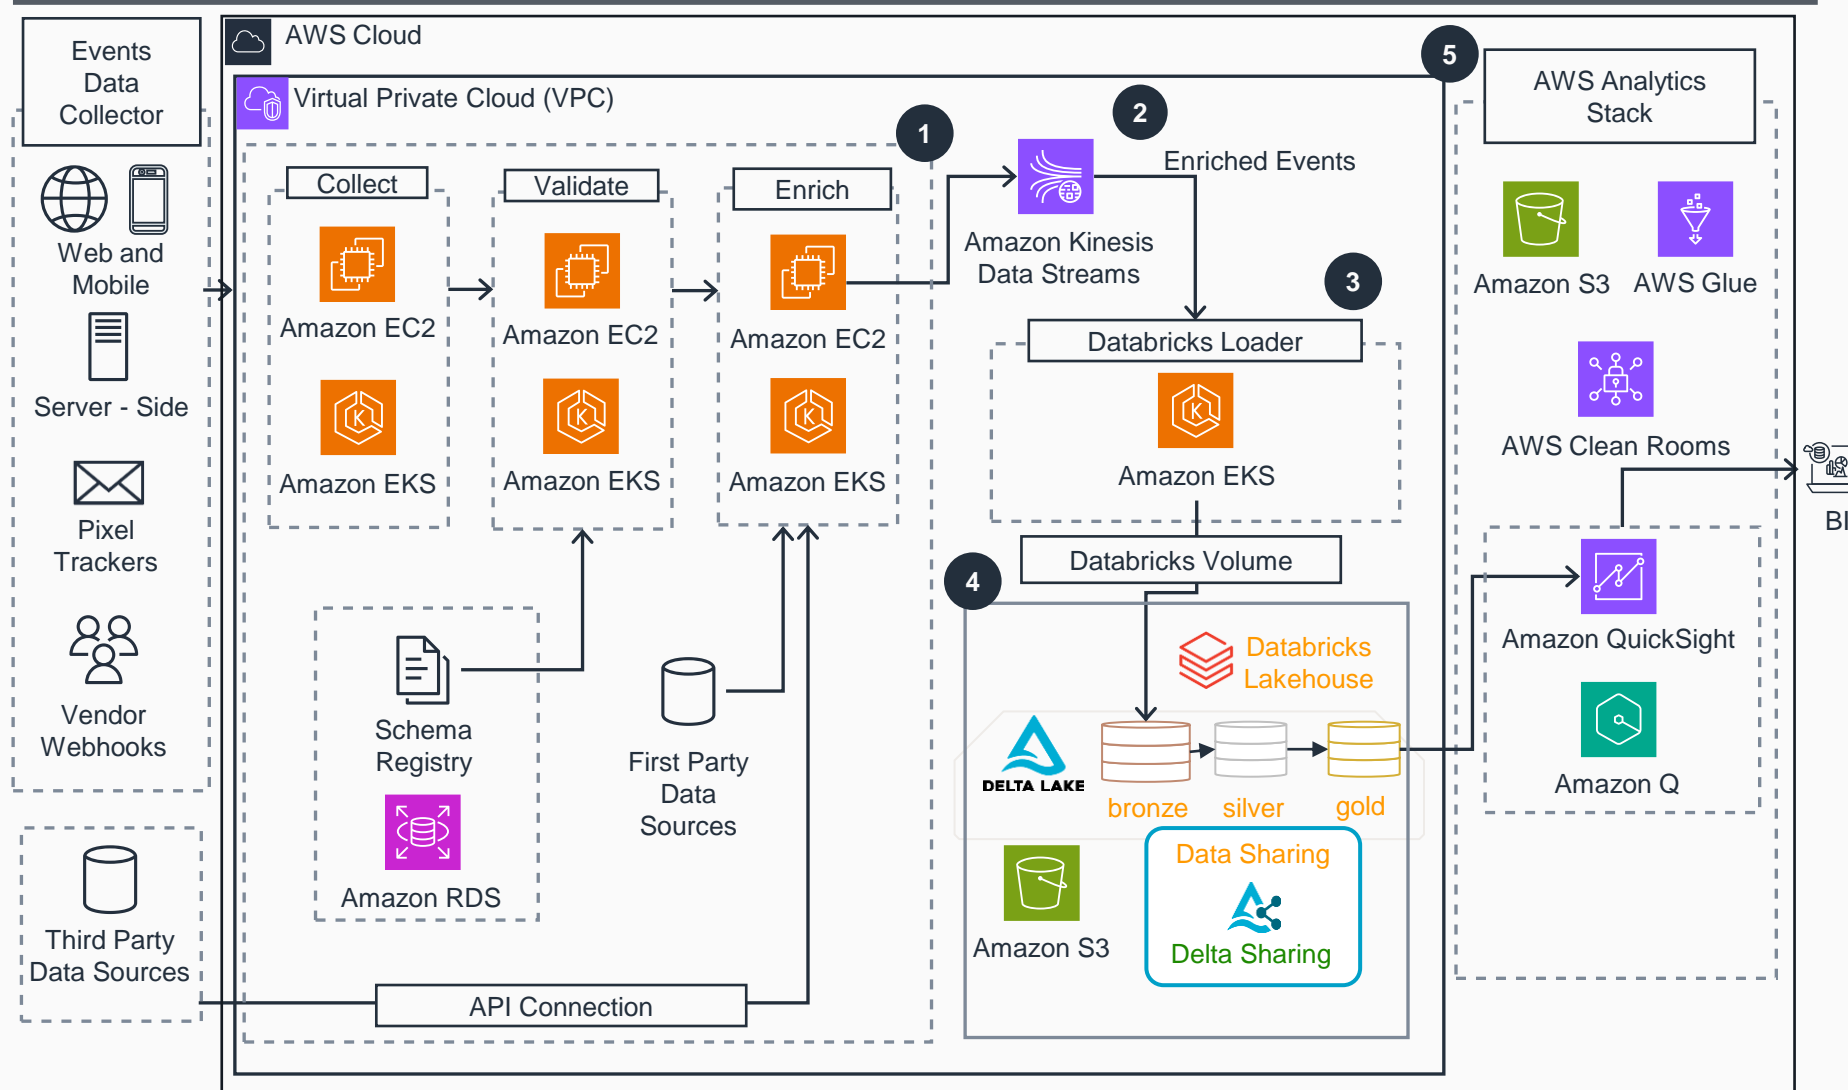 Events
Data
Collector
Web and
Mobile
Server - Side
Pixel
Trackers
Vendor
Webhooks
Third Party
Data Sources
AWS Cloud
Virtual Private Cloud (VPC)
1
Collect
Amazon EC2
Amazon EKS
Validate
Amazon EC2
Amazon EKS
Enrich
Amazon EC2
Amazon EKS
Schema
Registry
Amazon RDS
First Party
Data
Sources
API Connection
2
Enriched Events
Amazon Kinesis
Data Streams
3
Databricks Loader
Amazon EKS
Databricks Volume
4
Databricks
Lakehouse
DELTA LAKE
bronze
silver
gold
Amazon S3
Data Sharing
Delta Sharing
5
AWS Analytics
Stack
Amazon S3
AWS Glue
AWS Clean Rooms
Amazon QuickSight
Amazon Q
BI